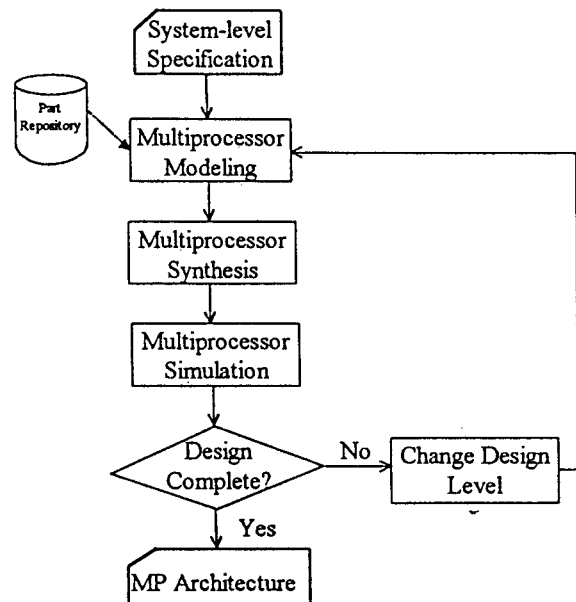 System-level
Specification
Part
Repository
Multiprocessor
Modeling
Multiprocessor
Synthesis
Multiprocessor
Simulation
Design
Complete?
No
Change Design
Level
Yes
MP Architecture